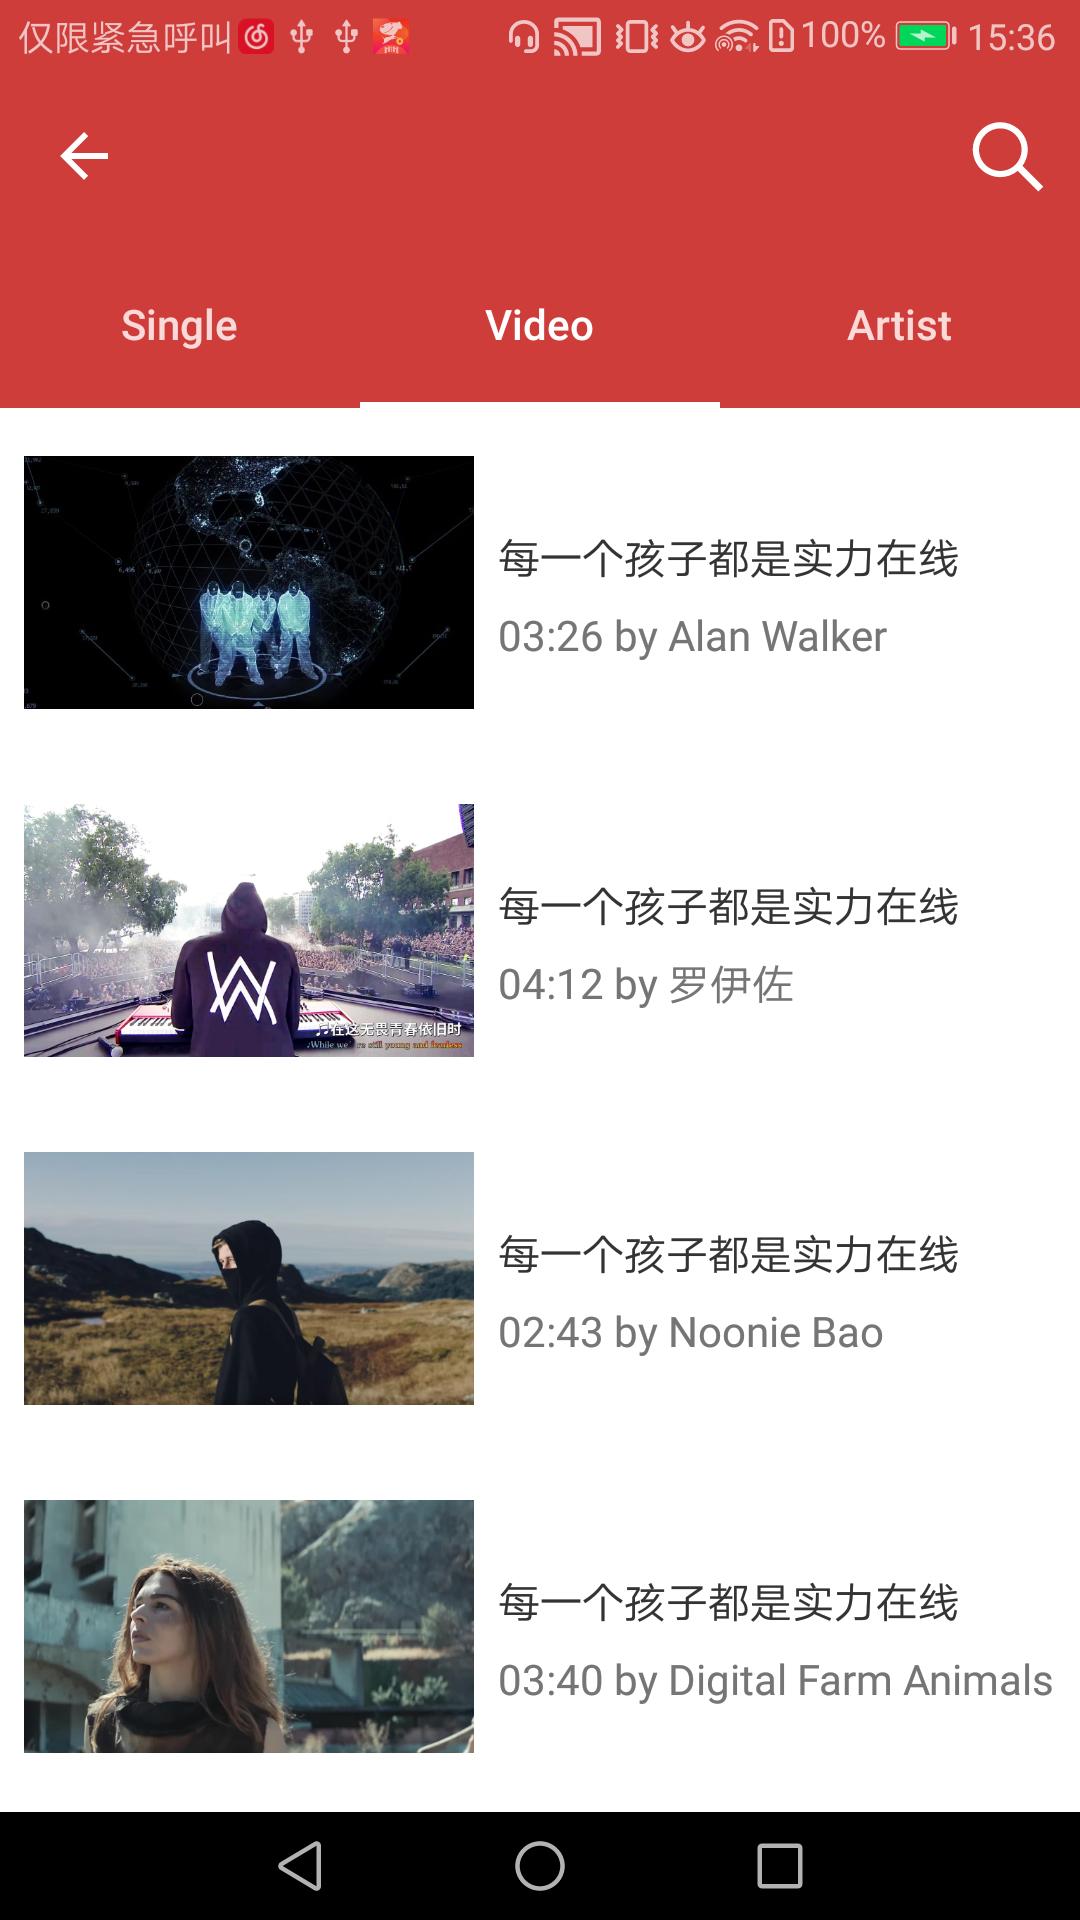 仅限紧急呼叫 100% 15:36
Single Video Artist
每一个孩子都是实力在线
03:26 by Alan Walker
每一个孩子都是实力在线
04:12 by 罗伊佐
♫在这无畏青春依旧时
♪While we're still young and fearless
每一个孩子都是实力在线
02:43 by Noonie Bao
每一个孩子都是实力在线
03:40 by Digital Farm Animals